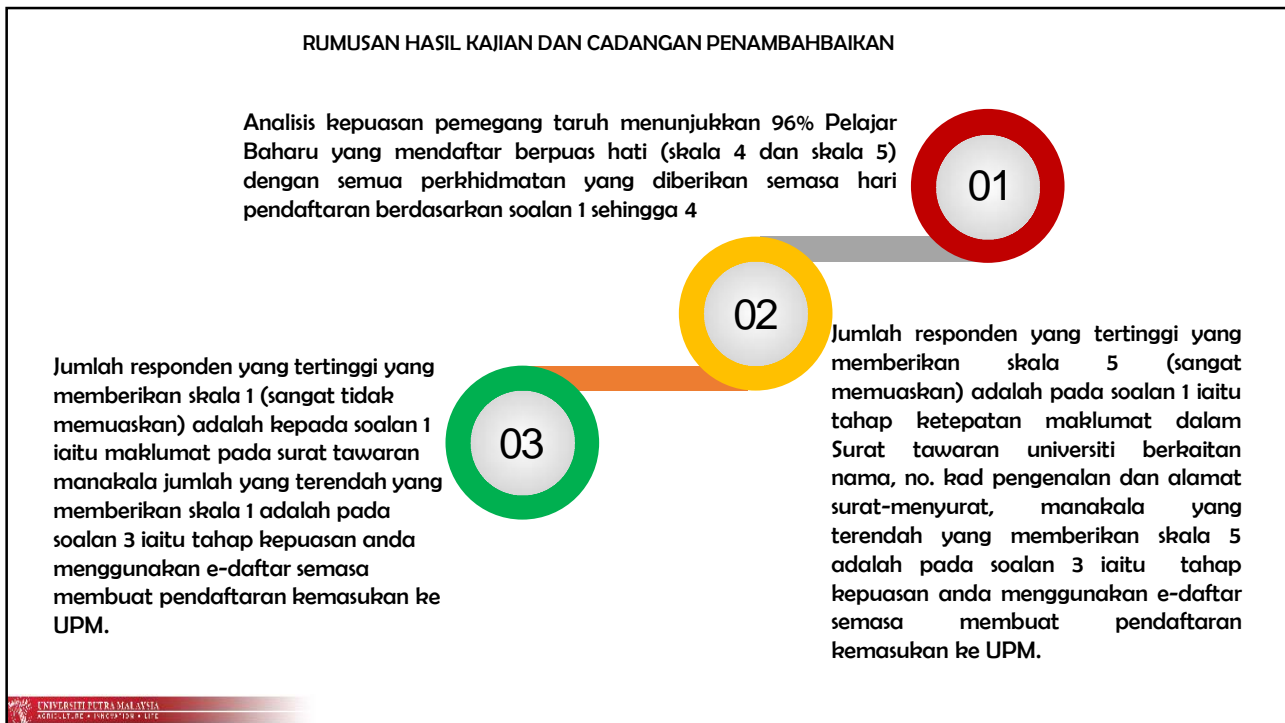 RUMUSAN HASIL KAJIAN DAN CADANGAN PENAMBAHBAIKAN
Analisis kepuasan pemegang taruh menunjukkan 96% Pelajar
Baharu yang mendaftar berpuas hati (skala 4 dan skala 5)
dengan semua perkhidmatan yang diberikan semasa hari
pendaftaran berdasarkan soalan 1 sehingga 4
01
02
Jumlah responden yang tertinggi yang
memberikan skala 5 (sangat
memuaskan) adalah pada soalan 1 iaitu
tahap ketepatan maklumat dalam
Surat tawaran universiti berkaitan
nama, no. kad pengenalan dan alamat
surat-menyurat, manakala yang
terendah yang memberikan skala 5
adalah pada soalan 3 iaitu tahap
kepuasan anda menggunakan e-daftar
semasa membuat pendaftaran
kemasukan ke UPM.
03
Jumlah responden yang tertinggi yang
memberikan skala 1 (sangat tidak
memuaskan) adalah kepada soalan 1
iaitu maklumat pada surat tawaran
manakala jumlah yang terendah yang
memberikan skala 1 adalah pada
soalan 3 iaitu tahap kepuasan anda
menggunakan e-daftar semasa
membuat pendaftaran kemasukan ke
UPM.
UNIVERSITI PUTRA MALAYSIA
AGRICULTURE • INNOVATION • LIFE